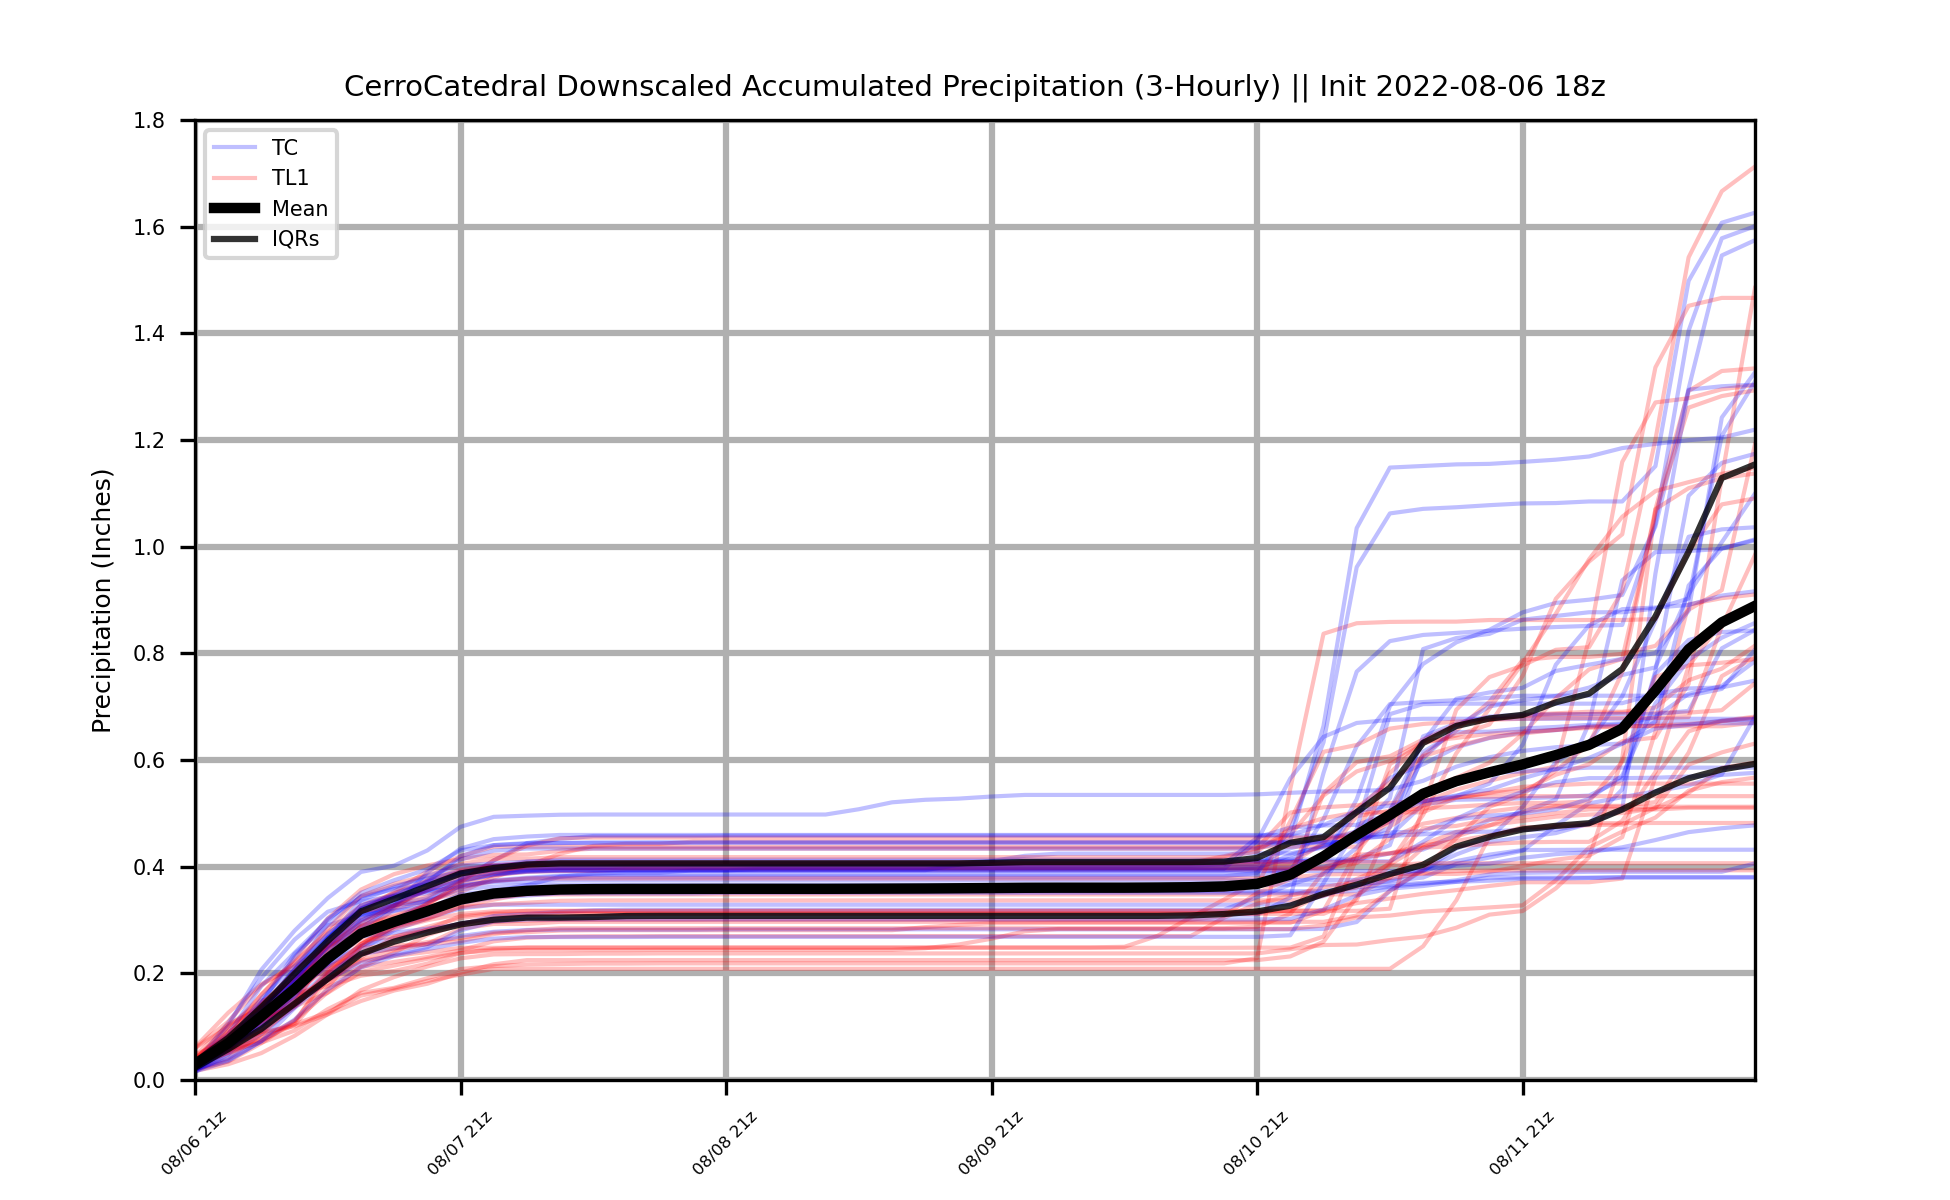 CerroCatedral Downscaled Accumulated Precipitation (3-Hourly) || Init 2022-08-06 18z
TC
TL1
Mean
IQRs
Precipitation (Inches)
1.8
1.6
1.4
1.2
1.0
0.8
0.6
0.4
0.2
0.0
08/06 21z
08/07 21z
08/08 21z
08/09 21z
08/10 21z
08/11 21z